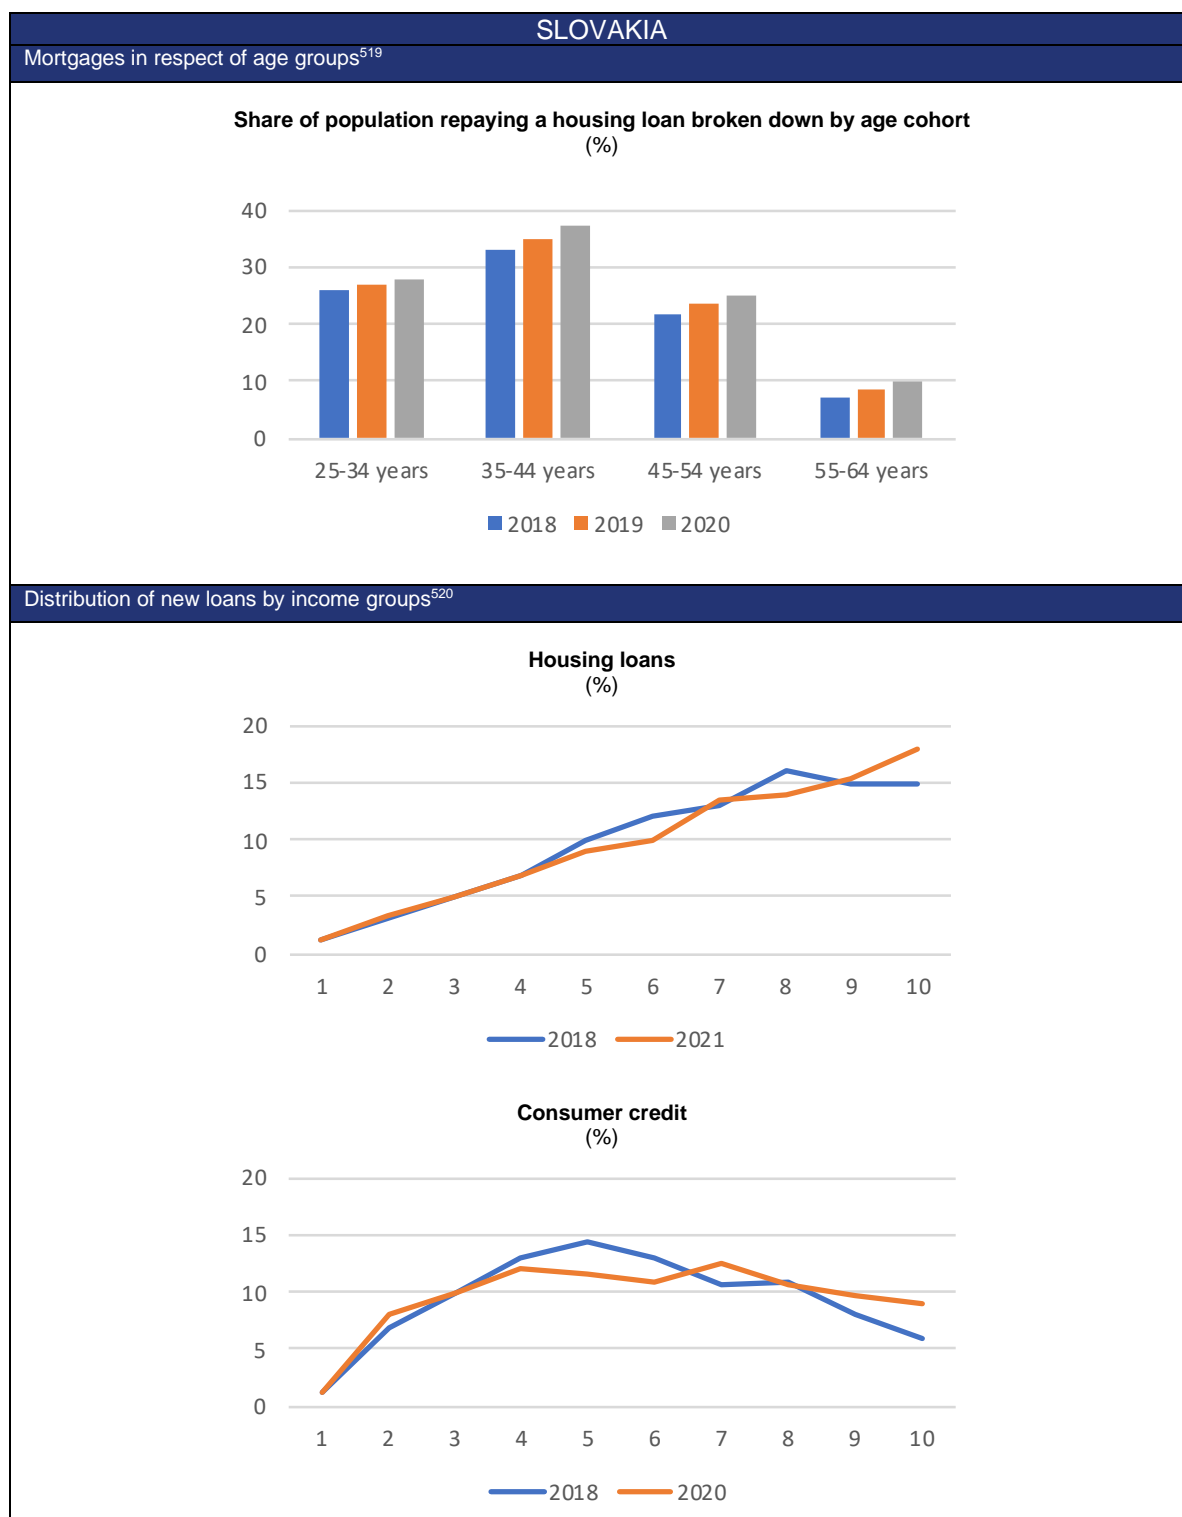 SLOVAKIA
Mortgages in respect of age groups519
Share of population repaying a housing loan broken down by age cohort
(%)
40
30
20
10
0
25-34 years 35-44 years 45-54 years 55-64 years
2018 2019 2020
Distribution of new loans by income groups520
Housing loans
(%)
20
15
10
5
0
1 2 3 4 5 6 7 8 9 10
2018 2021
Consumer credit
(%)
20
15
10
5
0
1 2 3 4 5 6 7 8 9 10
2018 2020